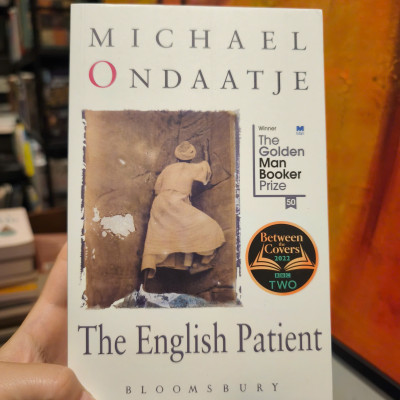 MICHAEL
ONDAATJE
Winner
The
Golden
Man
Booker
Prize
50
Between
the
Covers
2022
BBC
TWO
The English Patient
BLOOMSBURY